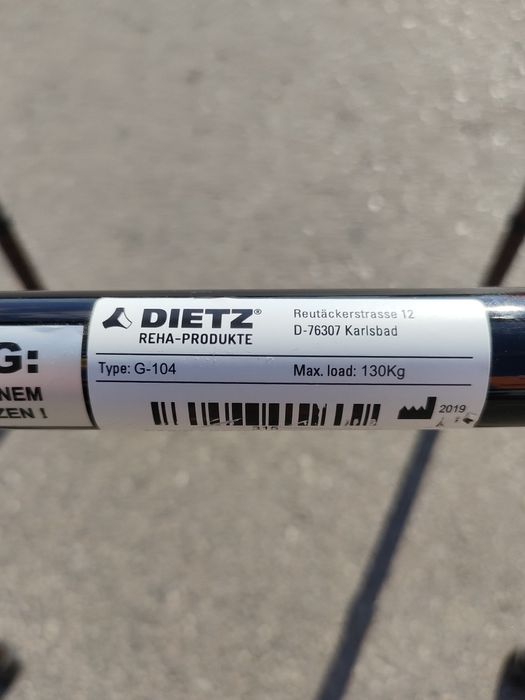 DIETZ®
REHA-PRODUKTE
Reutäckerstrasse 12
D-76307 Karlsbad
Type: G-104
Max. load: 130Kg
2019
G:
NEM
ZEN !